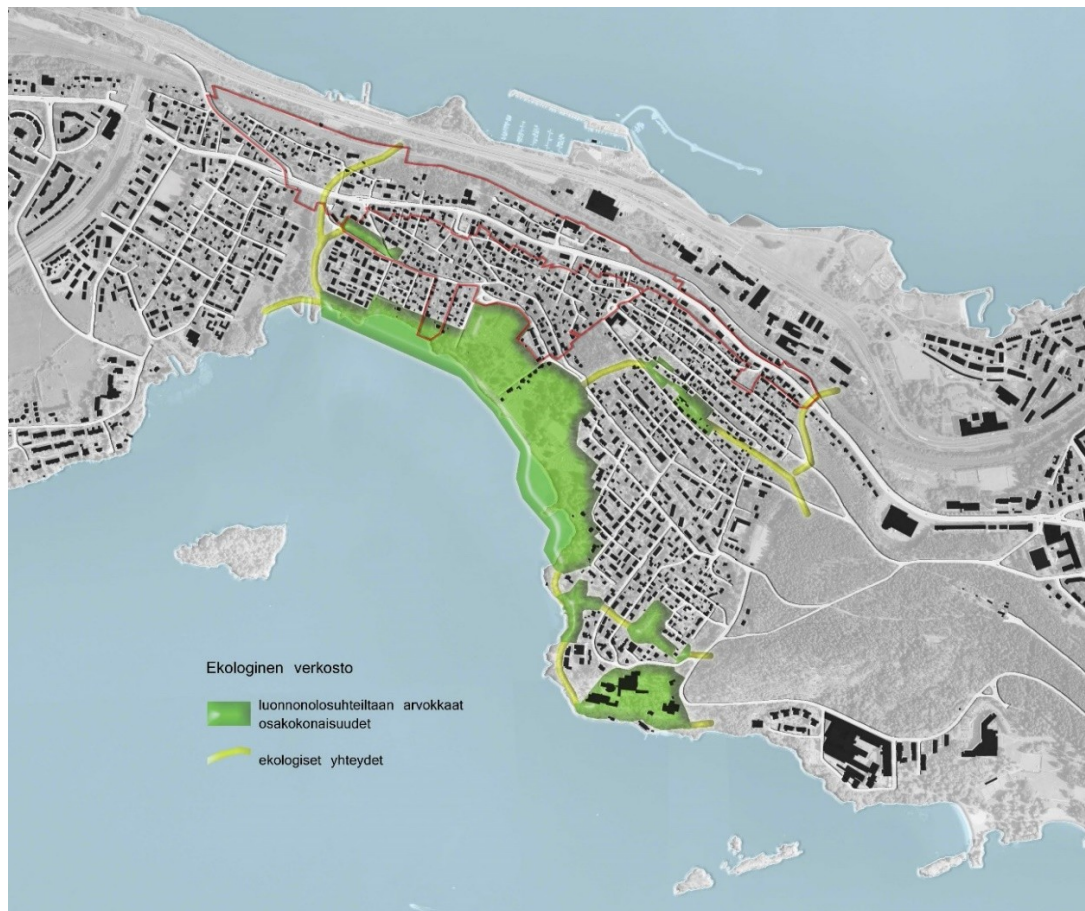 Ekologinen verkosto
luonnonolosuhteiltaan arvokkaat
osakokonaisuudet
ekologiset yhteydet